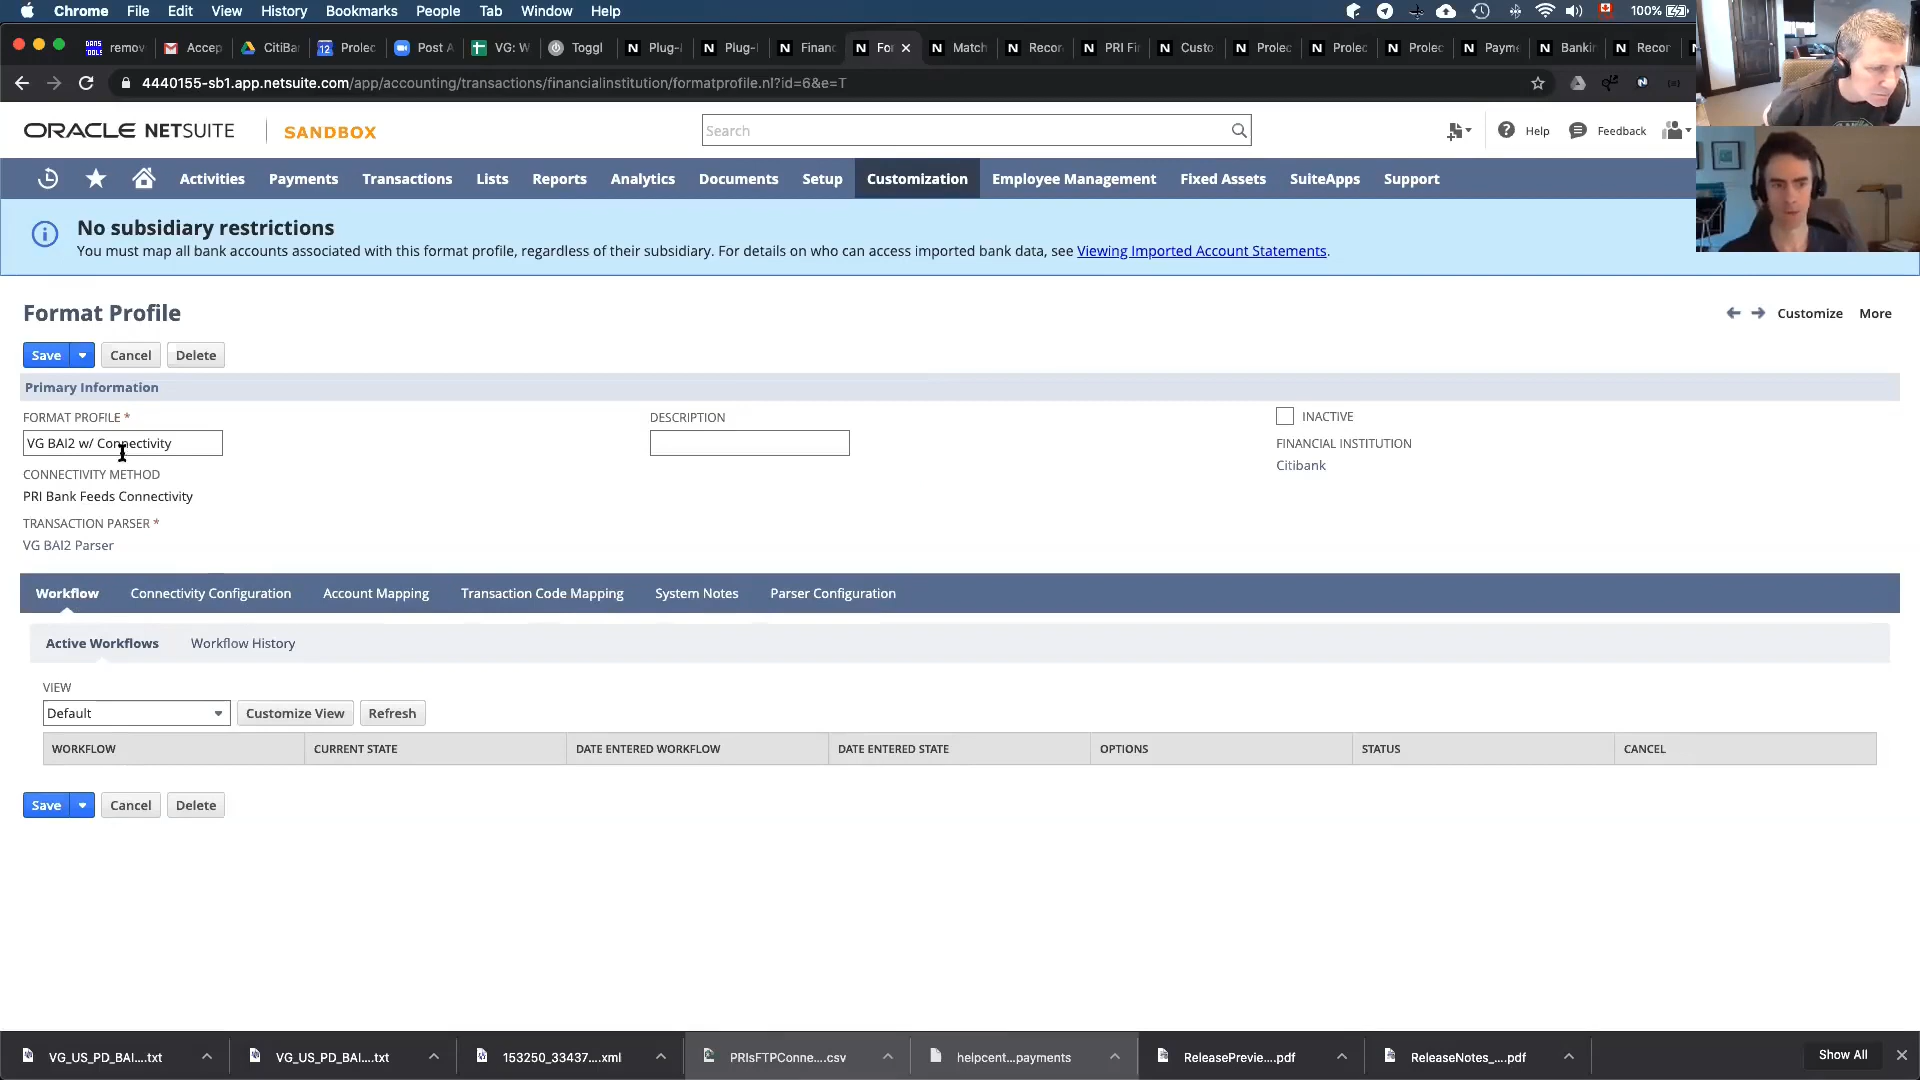 Chrome File Edit View History Bookmarks People Tab Window Help 100%
remov Accep CitiBa Prolec Post A VG: W Toggl Plug- Plug- Financ For Match Recor PRI Fi Custo Prolec Prolec Prolec Paym Bankin Recor
4440155-sb1.app.netsuite.com/app/accounting/transactions/financialinstitution/formatprofile.nl?id=6&e=T
ORACLE NETSUITE SANDBOX Search Help Feedback
Activities Payments Transactions Lists Reports Analytics Documents Setup Customization Employee Management Fixed Assets SuiteApps Support
No subsidiary restrictions
You must map all bank accounts associated with this format profile, regardless of their subsidiary. For details on who can access imported bank data, see Viewing Imported Account Statements.
Format Profile
Customize More
Save Cancel Delete
Primary Information
FORMAT PROFILE *
VG BAI2 w/ Connectivity
CONNECTIVITY METHOD
PRI Bank Feeds Connectivity
TRANSACTION PARSER *
VG BAI2 Parser
DESCRIPTION
INACTIVE
FINANCIAL INSTITUTION
Citibank
Workflow Connectivity Configuration Account Mapping Transaction Code Mapping System Notes Parser Configuration
Active Workflows Workflow History
VIEW
Default Customize View Refresh
WORKFLOW CURRENT STATE DATE ENTERED WORKFLOW DATE ENTERED STATE OPTIONS STATUS CANCEL
Save Cancel Delete
VG_US_PD_BAI....txt VG_US_PD_BAI....txt 153250_33437....xml PRIsFTPConne....csv helpcent...payments ReleasePrevie....pdf ReleaseNotes_....pdf Show All